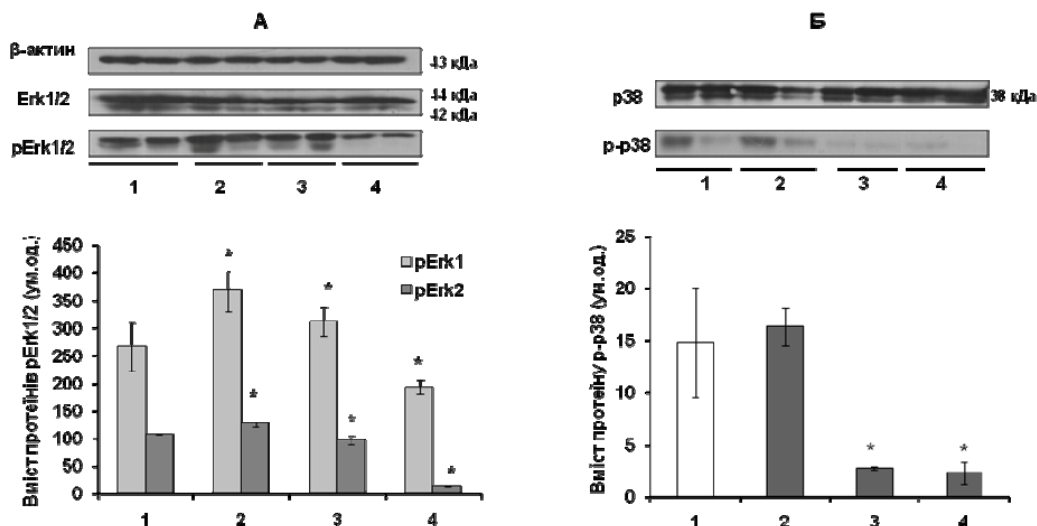 А
β-актин
43 кДа
Erk1/2
44 кДа
42 кДа
pErk1/2
1 2 3 4
Вміст протеїнів pErk1/2 (ум.од.)
450
400
350
300
250
200
150
100
50
0
* * * * * *
pErk1
pErk2
1 2 3 4
Б
p38
38 кДа
p-p38
1 2 3 4
Вміст протеїну p-p38 (ум.од.)
25
20
15
10
5
0
* *
1 2 3 4